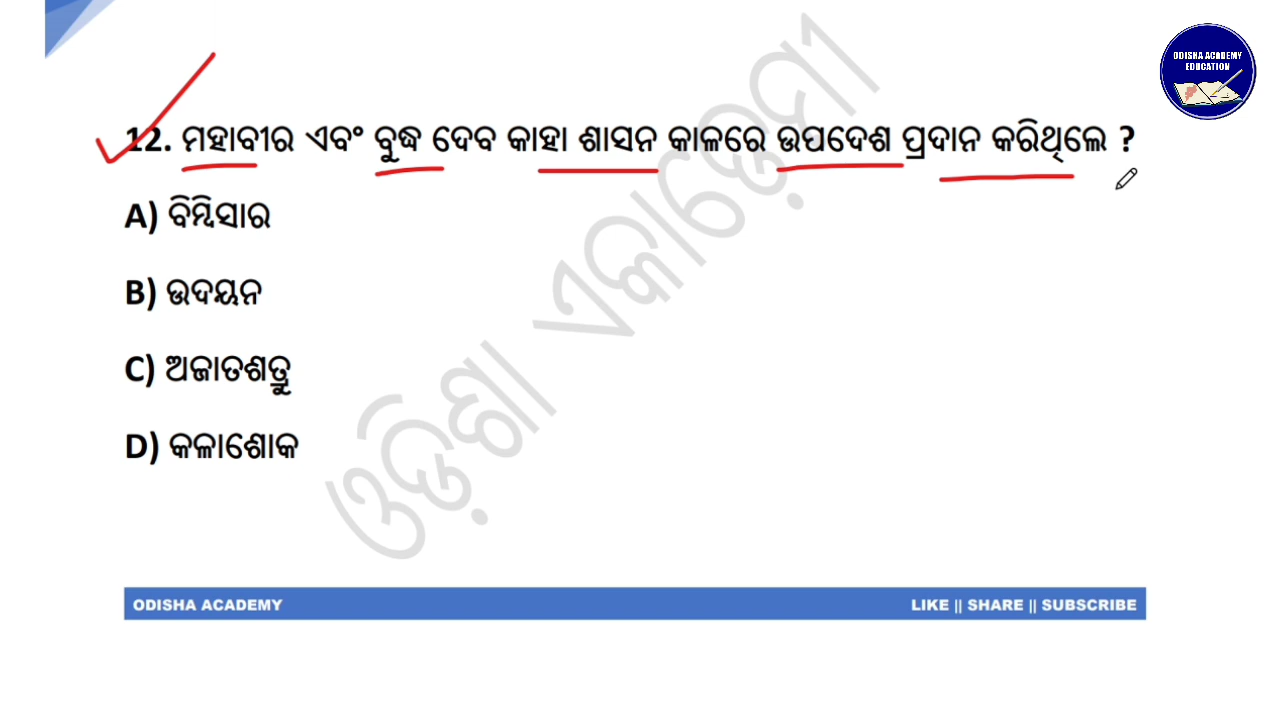 ODISHA ACADEMY
EDUCATION
12. ମହାବୀର ଏବଂ ବୁଦ୍ଧ ଦେବ କାହା ଶାସନ କାଳରେ ଉପଦେଶ ପ୍ରଦାନ କରିଥିଲେ ?
A) ବିମ୍ବିସାର
B) ଉଦୟନ
C) ଅଜାତଶତ୍ରୁ
D) କଳାଶୋକ
ଓଡ଼ିଶା ଏକାଡ଼େମୀ
ODISHA ACADEMY
LIKE || SHARE || SUBSCRIBE